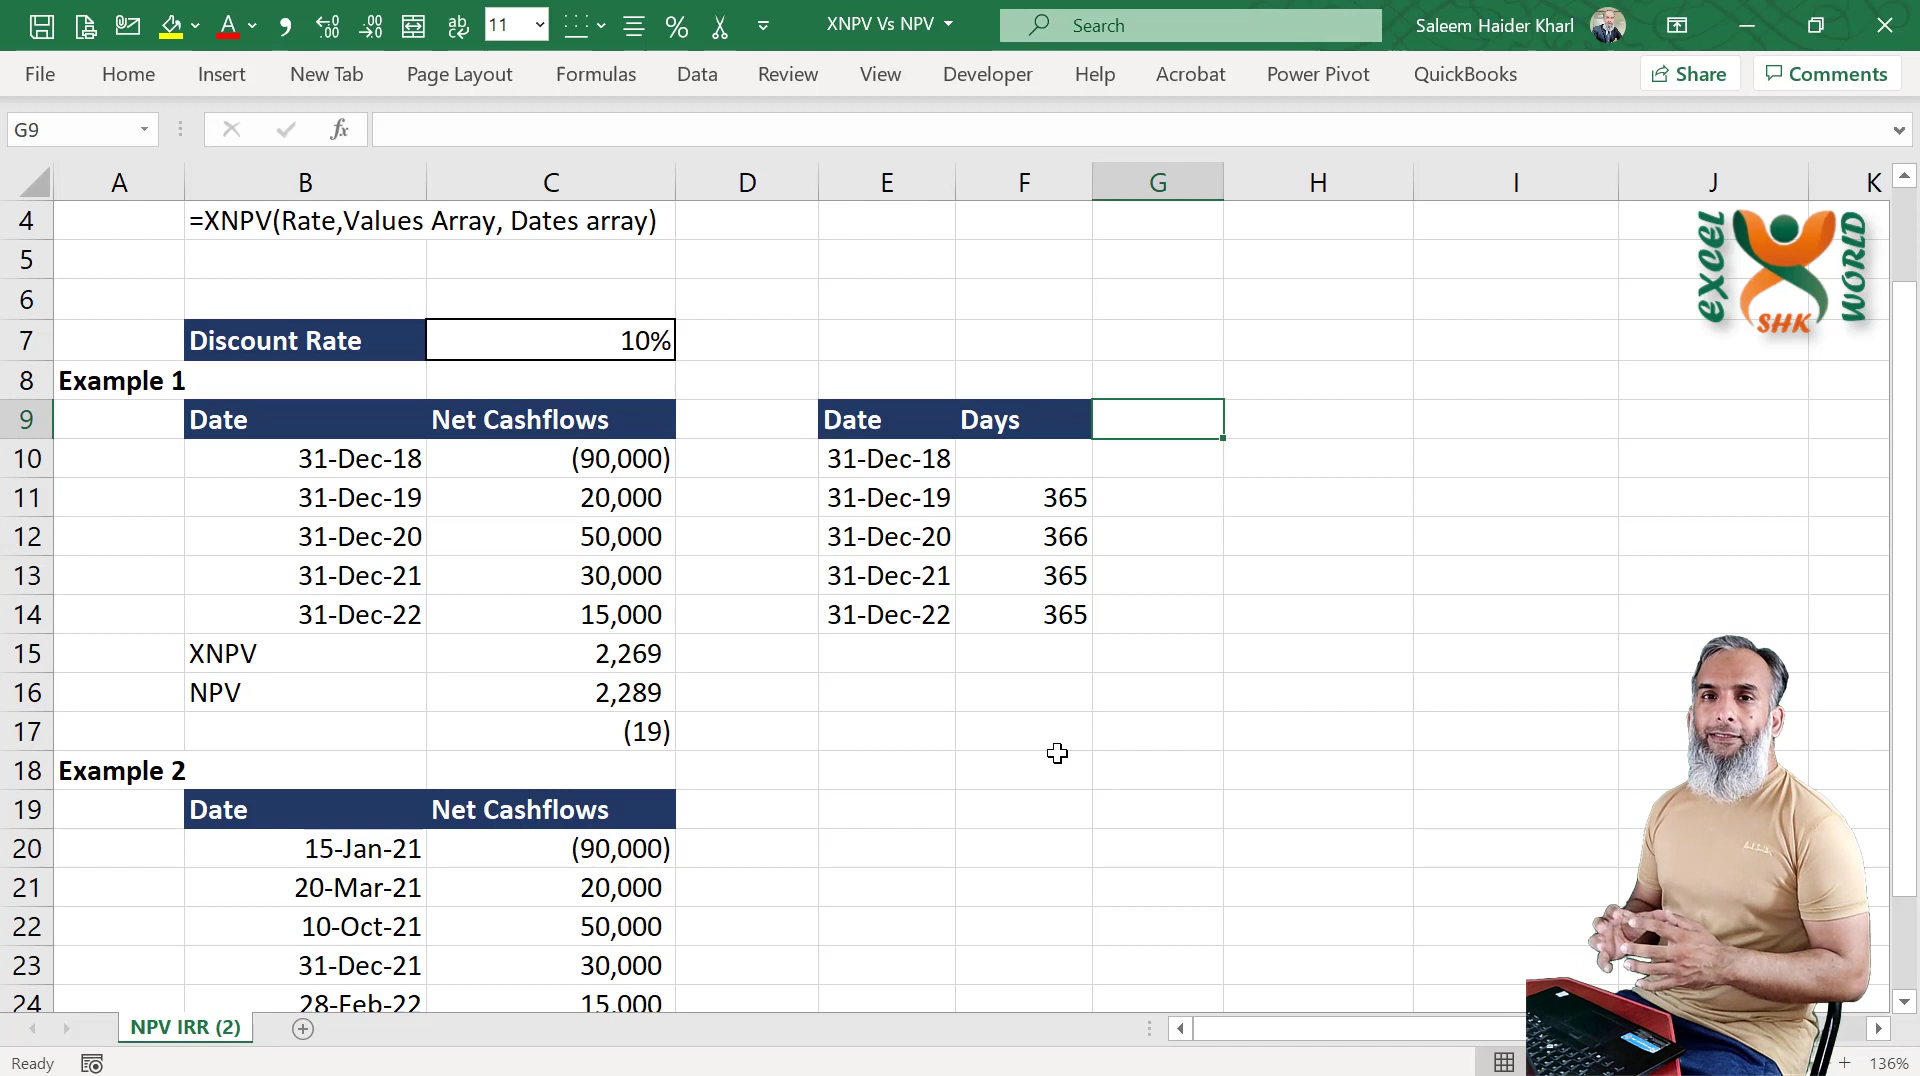 11
XNPV Vs NPV
Search
Saleem Haider Kharl
File Home Insert New Tab Page Layout Formulas Data Review View Developer Help Acrobat Power Pivot QuickBooks Share Comments
G9 fx
A B C D E F G H I J K
4 =XNPV(Rate,Values Array, Dates array)
5
6
7 Discount Rate 10%
8 Example 1
9 Date Net Cashflows Date Days
10 31-Dec-18 (90,000) 31-Dec-18
11 31-Dec-19 20,000 31-Dec-19 365
12 31-Dec-20 50,000 31-Dec-20 366
13 31-Dec-21 30,000 31-Dec-21 365
14 31-Dec-22 15,000 31-Dec-22 365
15 XNPV 2,269
16 NPV 2,289
17 (19)
18 Example 2
19 Date Net Cashflows
20 15-Jan-21 (90,000)
21 20-Mar-21 20,000
22 10-Oct-21 50,000
23 31-Dec-21 30,000
24 28-Feb-22 15,000
eXCEL
WORLD
SHK
NPV IRR (2)
Ready
136%